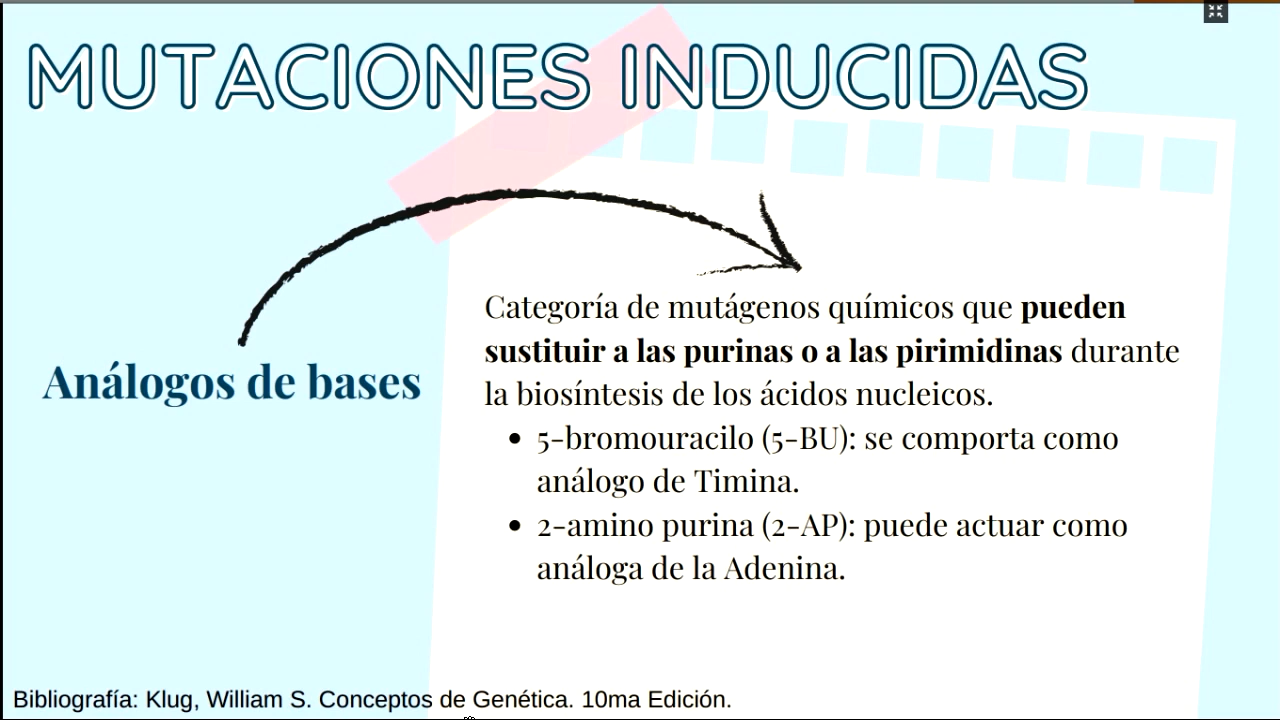 MUTACIONES INDUCIDAS
Análogos de bases
Categoría de mutágenos químicos que pueden
sustituir a las purinas o a las pirimidinas durante
la biosíntesis de los ácidos nucleicos.
• 5-bromouracilo (5-BU): se comporta como
análogo de Timina.
• 2-amino purina (2-AP): puede actuar como
análoga de la Adenina.
Bibliografía: Klug, William S. Conceptos de Genética. 10ma Edición.